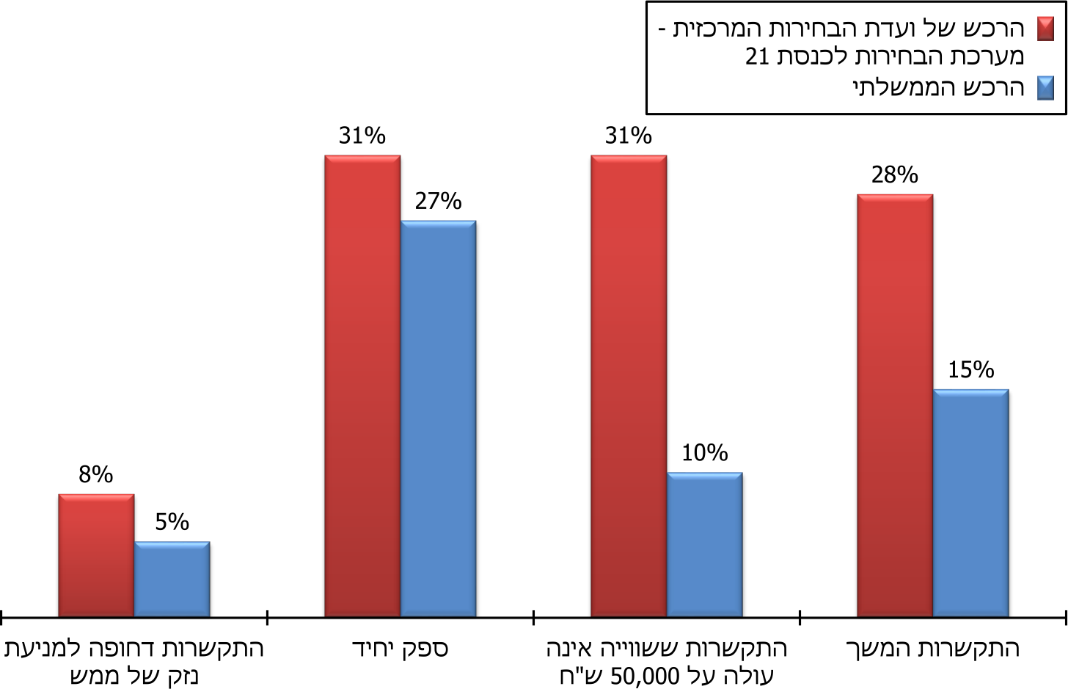 הרכש של ועדת הבחירות המרכזית -
מערכת הבחירות לכנסת 21
הרכש הממשלתי
31%
31%
28%
27%
15%
10%
8%
5%
התקשרות המשך
התקשרות ששווייה אינה
עולה על 50,000 ש"ח
ספק יחיד
התקשרות דחופה למניעת
נזק של ממש